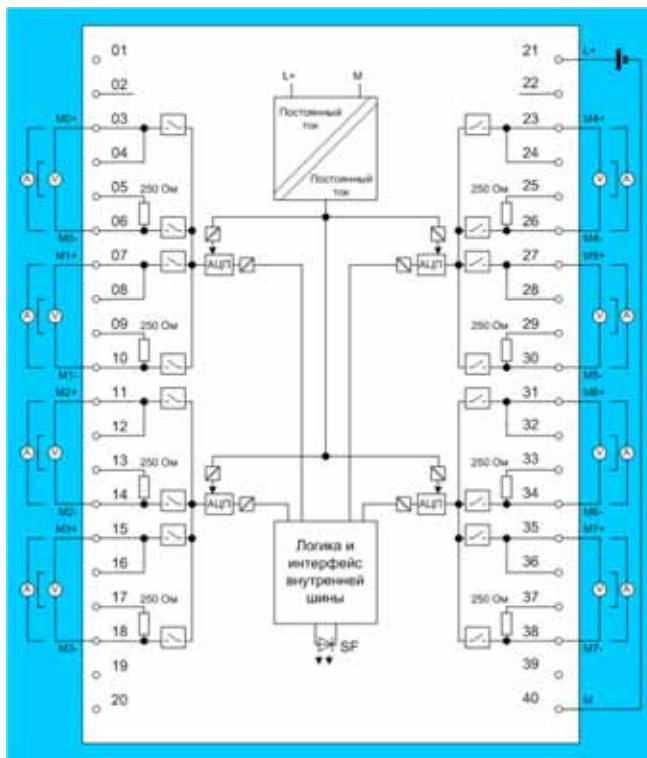 01 21 L+
L+ M
02 22
M0+ 03 23 M4+
Постоянный
ток
04 24
A V V A
05 250 Ом Постоянный
ток 250 Ом 25
M0- 06 26 M4-
M1+ 07 АЦП АЦП 27 M5+
08 28
A V V A
09 250 Ом 250 Ом 29
M1- 10 30 M5-
M2+ 11 31 M6+
12 32
A V V A
13 250 Ом 250 Ом 33
M2- 14 АЦП АЦП 34 M6-
M3+ 15 35 M7+
Логика и
интерфейс
внутренней
шины
16 36
A V V A
17 250 Ом 250 Ом 37
M3- 18 SF 38 M7-
19 39
20 40 M